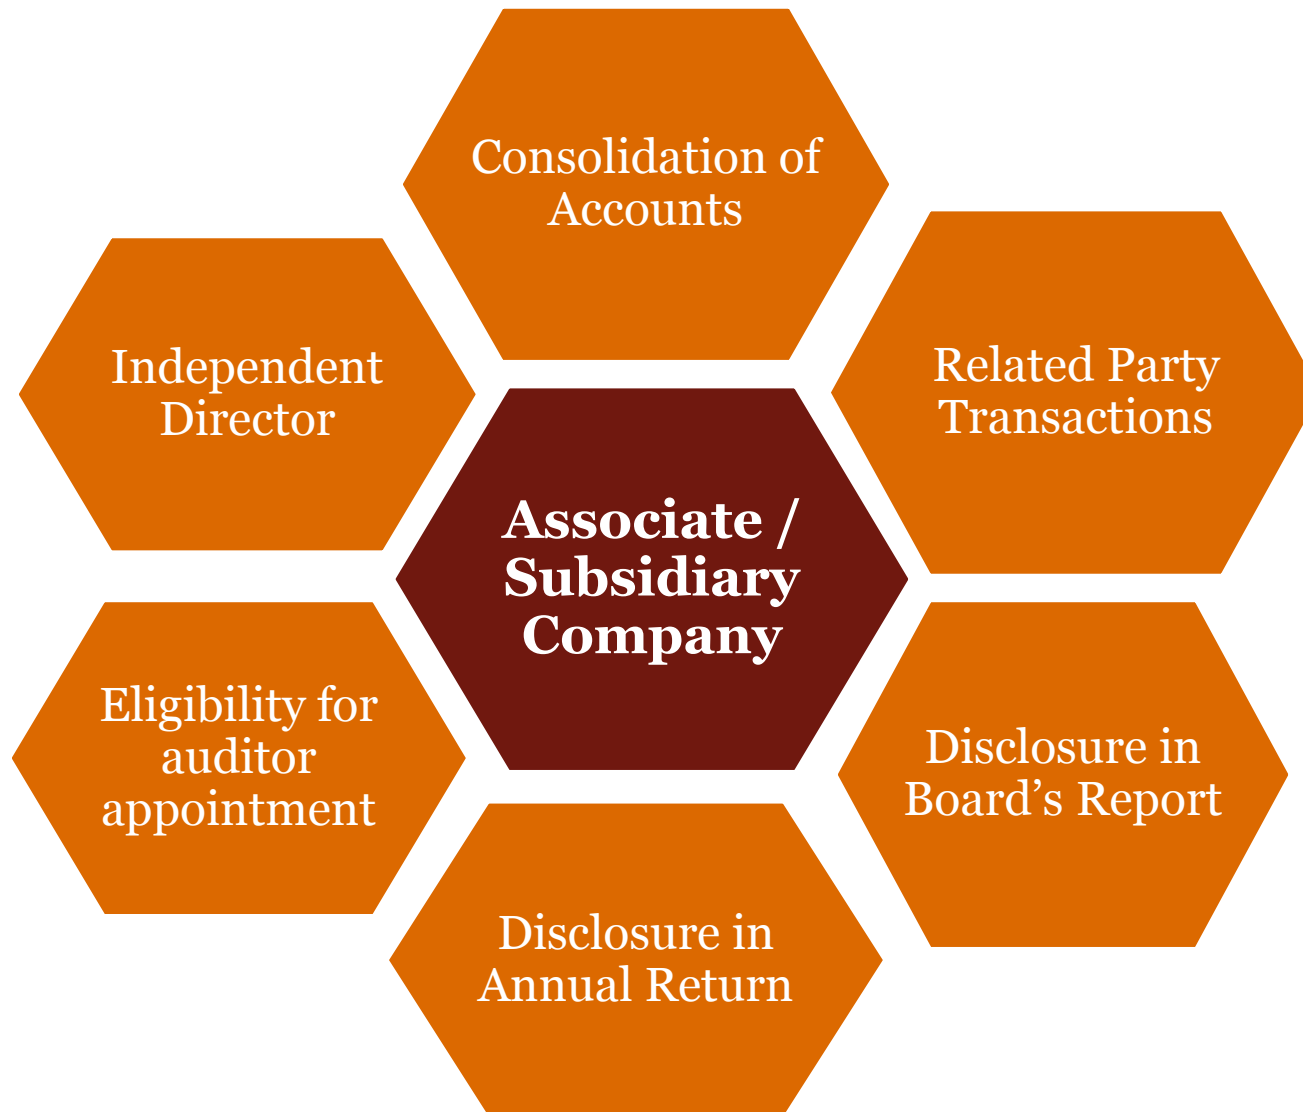 Consolidation of
Accounts
Independent
Director
Related Party
Transactions
Associate /
Subsidiary
Company
Eligibility for
auditor
appointment
Disclosure in
Board’s Report
Disclosure in
Annual Return